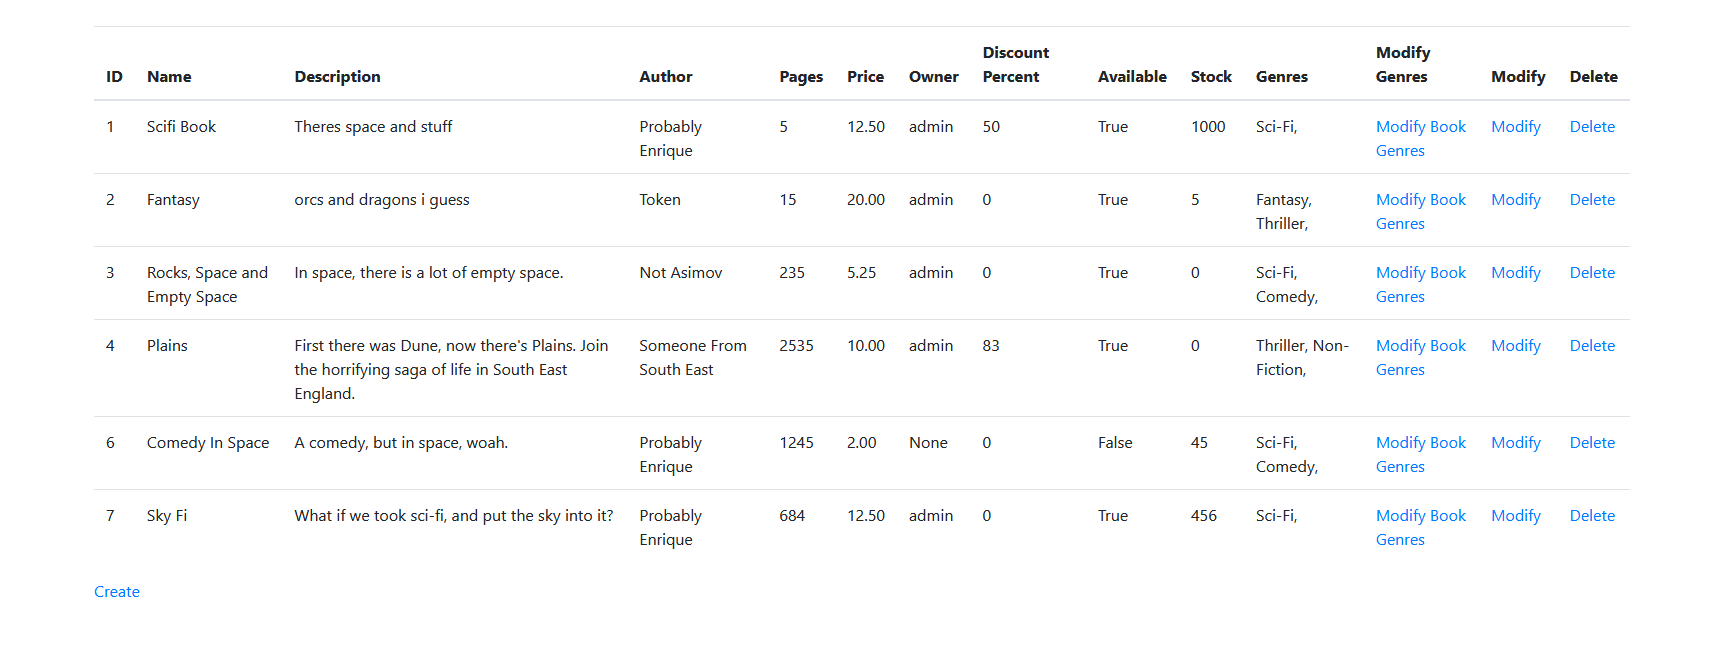 ID Name Description Author Pages Price Owner Discount Percent Available Stock Genres Modify Genres Modify Delete
1 Scifi Book Theres space and stuff Probably Enrique 5 12.50 admin 50 True 1000 Sci-Fi, Modify Book Genres Modify Delete
2 Fantasy orcs and dragons i guess Token 15 20.00 admin 0 True 5 Fantasy, Thriller, Modify Book Genres Modify Delete
3 Rocks, Space and Empty Space In space, there is a lot of empty space. Not Asimov 235 5.25 admin 0 True 0 Sci-Fi, Comedy, Modify Book Genres Modify Delete
4 Plains First there was Dune, now there's Plains. Join the horrifying saga of life in South East England. Someone From South East 2535 10.00 admin 83 True 0 Thriller, Non-Fiction, Modify Book Genres Modify Delete
6 Comedy In Space A comedy, but in space, woah. Probably Enrique 1245 2.00 None 0 False 45 Sci-Fi, Comedy, Modify Book Genres Modify Delete
7 Sky Fi What if we took sci-fi, and put the sky into it? Probably Enrique 684 12.50 admin 0 True 456 Sci-Fi, Modify Book Genres Modify Delete
Create